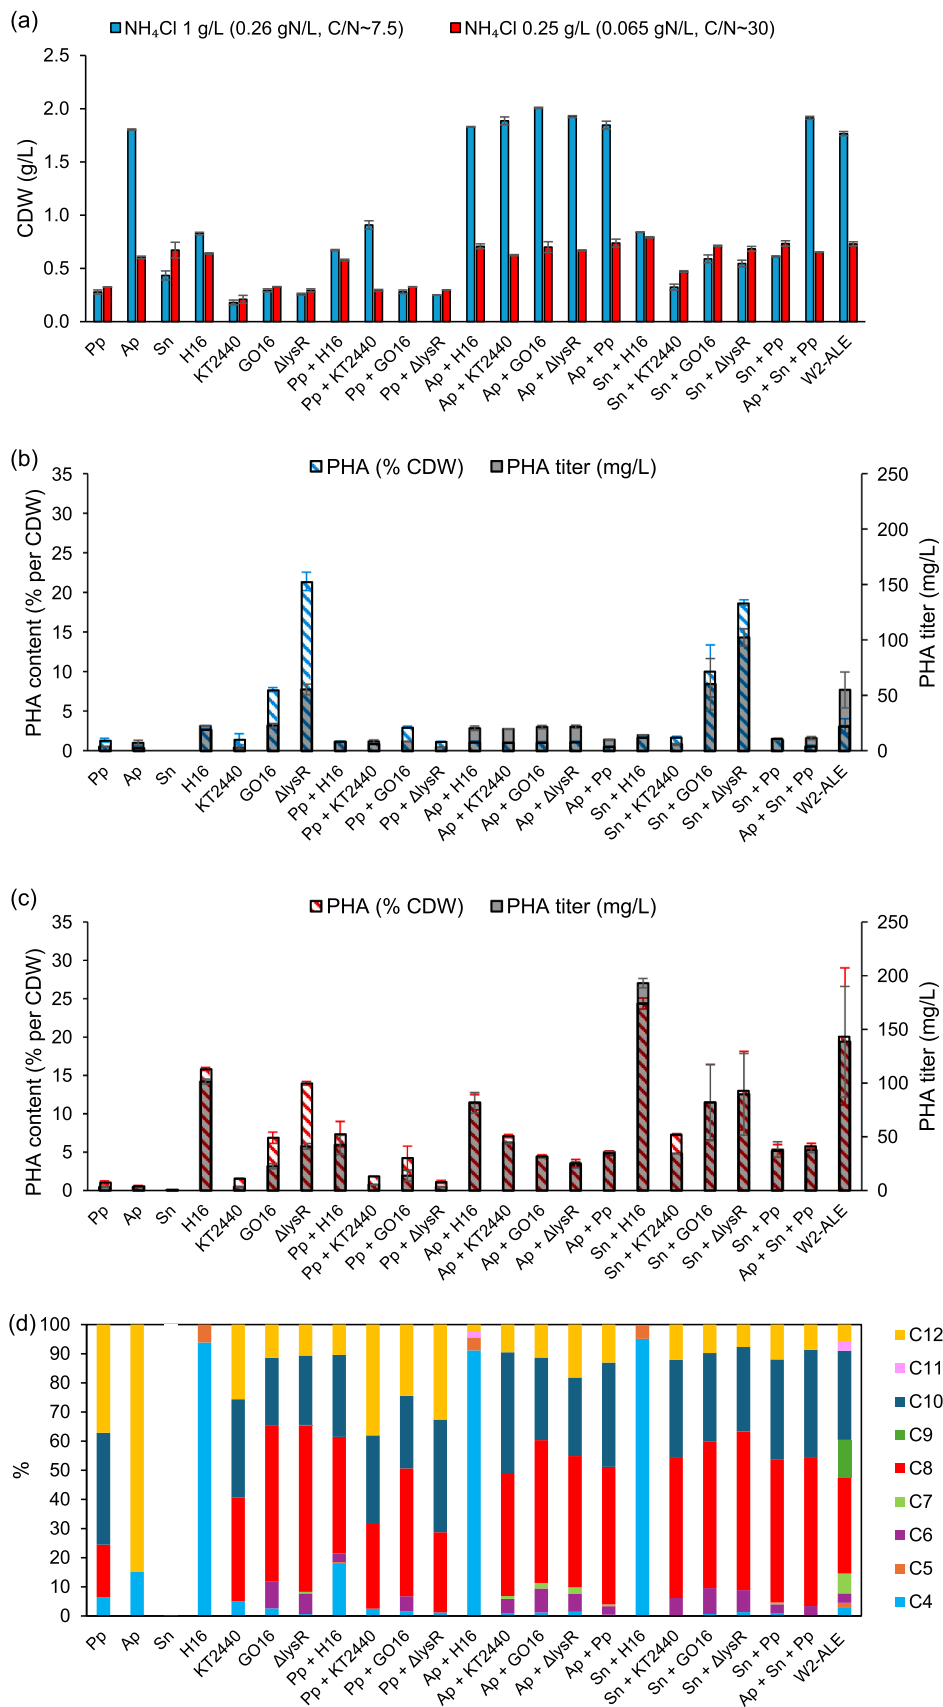 (a)
NH₄Cl 1 g/L (0.26 gN/L, C/N~7.5) NH₄Cl 0.25 g/L (0.065 gN/L, C/N~30)
CDW (g/L)
2.5
2.0
1.5
1.0
0.5
0.0
Pp Ap Sn H16 KT2440 GO16 ΔlysR Pp + H16 Pp + KT2440 Pp + GO16 Pp + ΔlysR Ap + H16 Ap + KT2440 Ap + GO16 Ap + ΔlysR Ap + Pp Sn + H16 Sn + KT2440 Sn + GO16 Sn + ΔlysR Sn + Pp Ap + Sn + Pp W2-ALE
(b)
PHA (% CDW) PHA titer (mg/L)
PHA content (% per CDW)
35
30
25
20
15
10
5
0
250
200
150
100
50
0
PHA titer (mg/L)
Pp Ap Sn H16 KT2440 GO16 ΔlysR Pp + H16 Pp + KT2440 Pp + GO16 Pp + ΔlysR Ap + H16 Ap + KT2440 Ap + GO16 Ap + ΔlysR Ap + Pp Sn + H16 Sn + KT2440 Sn + GO16 Sn + ΔlysR Sn + Pp Ap + Sn + Pp W2-ALE
(c)
PHA (% CDW) PHA titer (mg/L)
PHA content (% per CDW)
35
30
25
20
15
10
5
0
250
200
150
100
50
0
PHA titer (mg/L)
Pp Ap Sn H16 KT2440 GO16 ΔlysR Pp + H16 Pp + KT2440 Pp + GO16 Pp + ΔlysR Ap + H16 Ap + KT2440 Ap + GO16 Ap + ΔlysR Ap + Pp Sn + H16 Sn + KT2440 Sn + GO16 Sn + ΔlysR Sn + Pp Ap + Sn + Pp W2-ALE
(d)
%
100
90
80
70
60
50
40
30
20
10
0
C12
C11
C10
C9
C8
C7
C6
C5
C4
Pp Ap Sn H16 KT2440 GO16 ΔlysR Pp + H16 Pp + KT2440 Pp + GO16 Pp + ΔlysR Ap + H16 Ap + KT2440 Ap + GO16 Ap + ΔlysR Ap + Pp Sn + H16 Sn + KT2440 Sn + GO16 Sn + ΔlysR Sn + Pp Ap + Sn + Pp W2-ALE